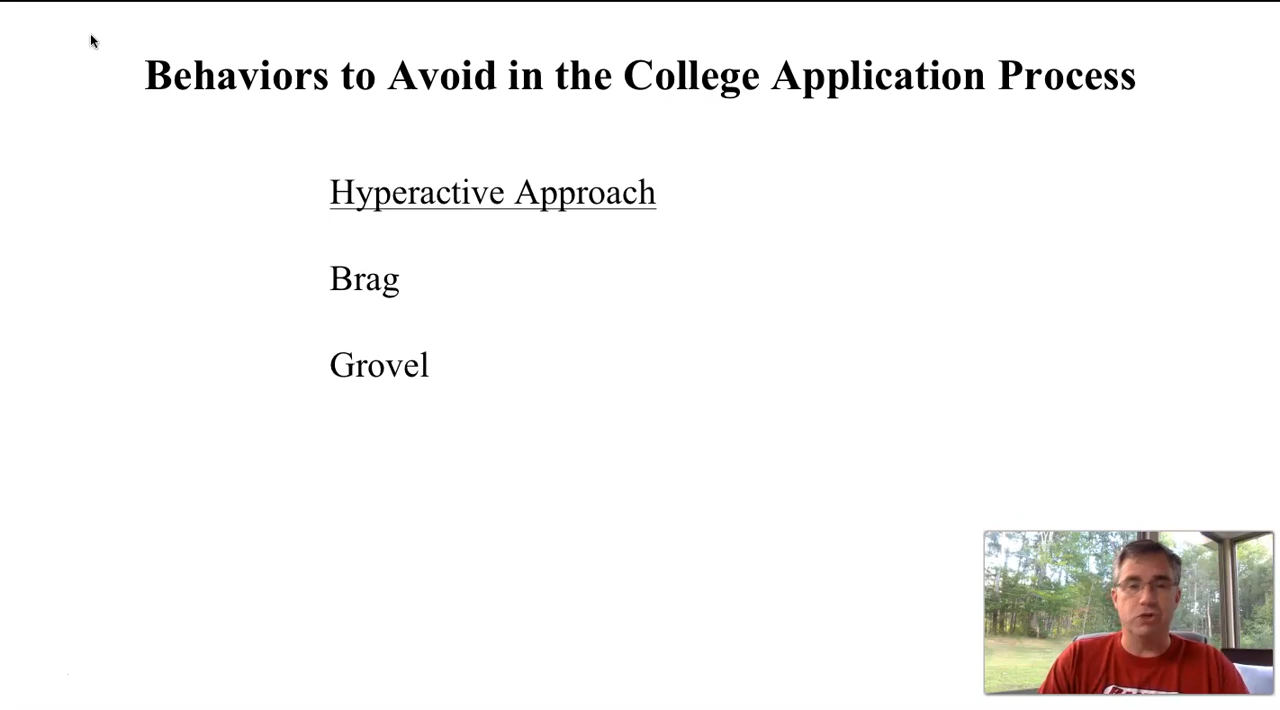 Behaviors to Avoid in the College Application Process
Hyperactive Approach
Brag
Grovel